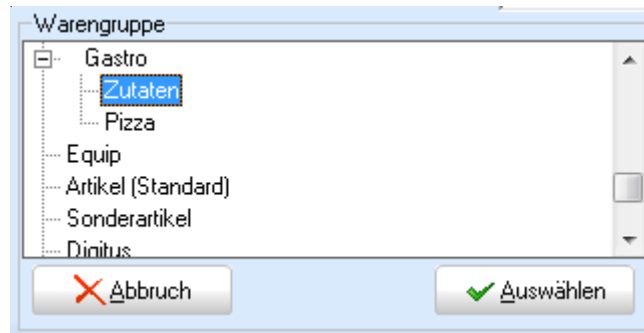 Warengruppe
Gastro
Zutaten
Pizza
Equip
Artikel (Standard)
Sonderartikel
Digitus
Abbruch
Auswählen